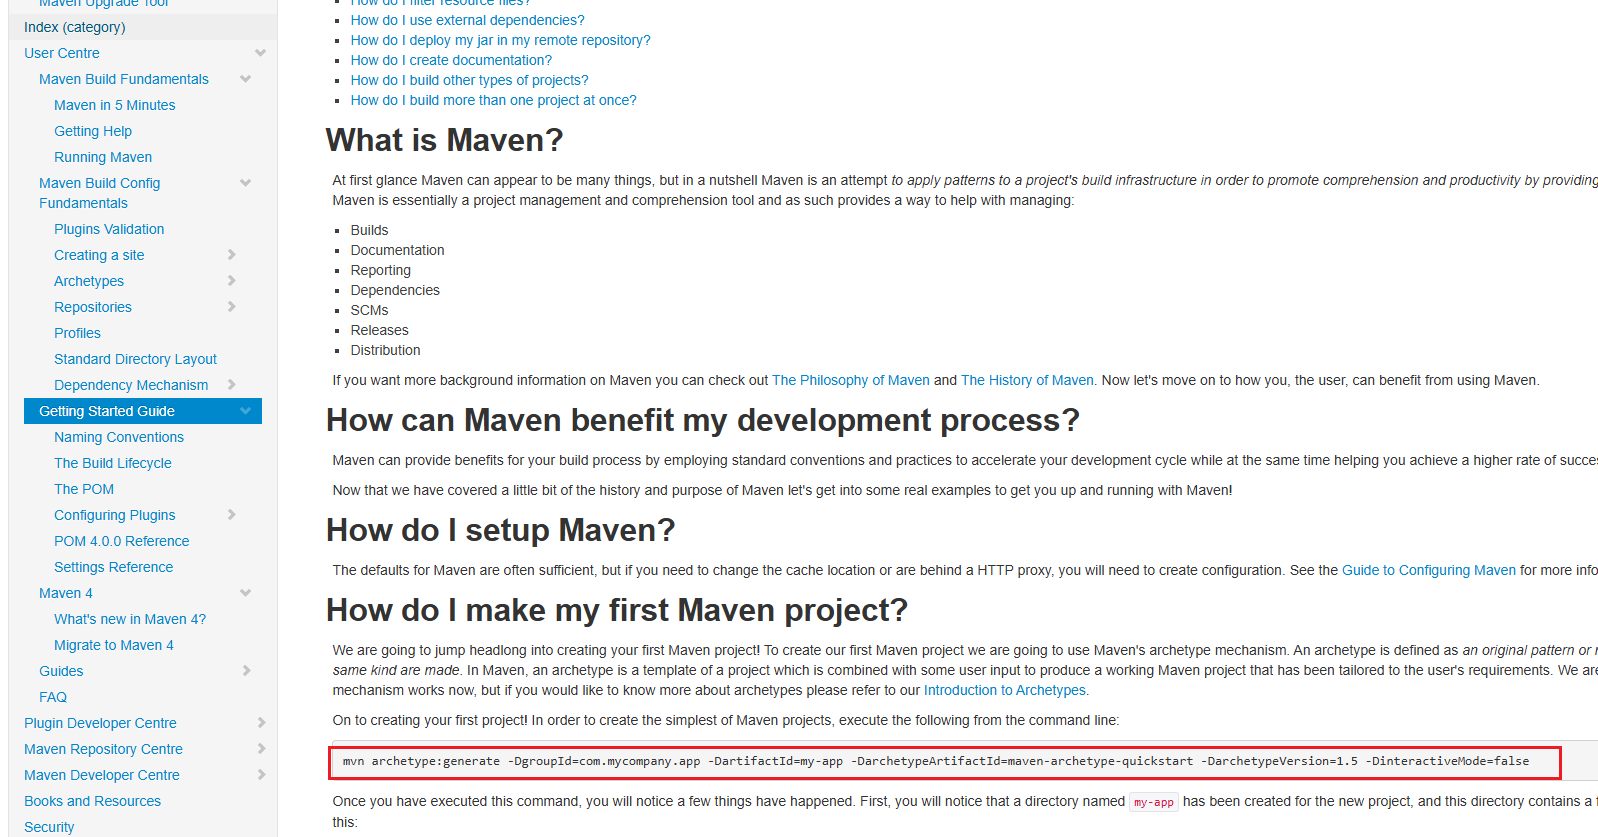 Maven Upgrade Tool
Index (category)
User Centre
Maven Build Fundamentals
Maven in 5 Minutes
Getting Help
Running Maven
Maven Build Config
Fundamentals
Plugins Validation
Creating a site
Archetypes
Repositories
Profiles
Standard Directory Layout
Dependency Mechanism
Getting Started Guide
Naming Conventions
The Build Lifecycle
The POM
Configuring Plugins
POM 4.0.0 Reference
Settings Reference
Maven 4
What's new in Maven 4?
Migrate to Maven 4
Guides
FAQ
Plugin Developer Centre
Maven Repository Centre
Maven Developer Centre
Books and Resources
Security
How do I filter resource files?
How do I use external dependencies?
How do I deploy my jar in my remote repository?
How do I create documentation?
How do I build other types of projects?
How do I build more than one project at once?
What is Maven?
At first glance Maven can appear to be many things, but in a nutshell Maven is an attempt to apply patterns to a project's build infrastructure in order to promote comprehension and productivity by providing
Maven is essentially a project management and comprehension tool and as such provides a way to help with managing:
Builds
Documentation
Reporting
Dependencies
SCMs
Releases
Distribution
If you want more background information on Maven you can check out The Philosophy of Maven and The History of Maven. Now let's move on to how you, the user, can benefit from using Maven.
How can Maven benefit my development process?
Maven can provide benefits for your build process by employing standard conventions and practices to accelerate your development cycle while at the same time helping you achieve a higher rate of succes
Now that we have covered a little bit of the history and purpose of Maven let's get into some real examples to get you up and running with Maven!
How do I setup Maven?
The defaults for Maven are often sufficient, but if you need to change the cache location or are behind a HTTP proxy, you will need to create configuration. See the Guide to Configuring Maven for more info
How do I make my first Maven project?
We are going to jump headlong into creating your first Maven project! To create our first Maven project we are going to use Maven's archetype mechanism. An archetype is defined as an original pattern or
same kind are made. In Maven, an archetype is a template of a project which is combined with some user input to produce a working Maven project that has been tailored to the user's requirements. We are
mechanism works now, but if you would like to know more about archetypes please refer to our Introduction to Archetypes.
On to creating your first project! In order to create the simplest of Maven projects, execute the following from the command line:
mvn archetype:generate -DgroupId=com.mycompany.app -DartifactId=my-app -DarchetypeArtifactId=maven-archetype-quickstart -DarchetypeVersion=1.5 -DinteractiveMode=false
Once you have executed this command, you will notice a few things have happened. First, you will notice that a directory named my-app has been created for the new project, and this directory contains a
this: